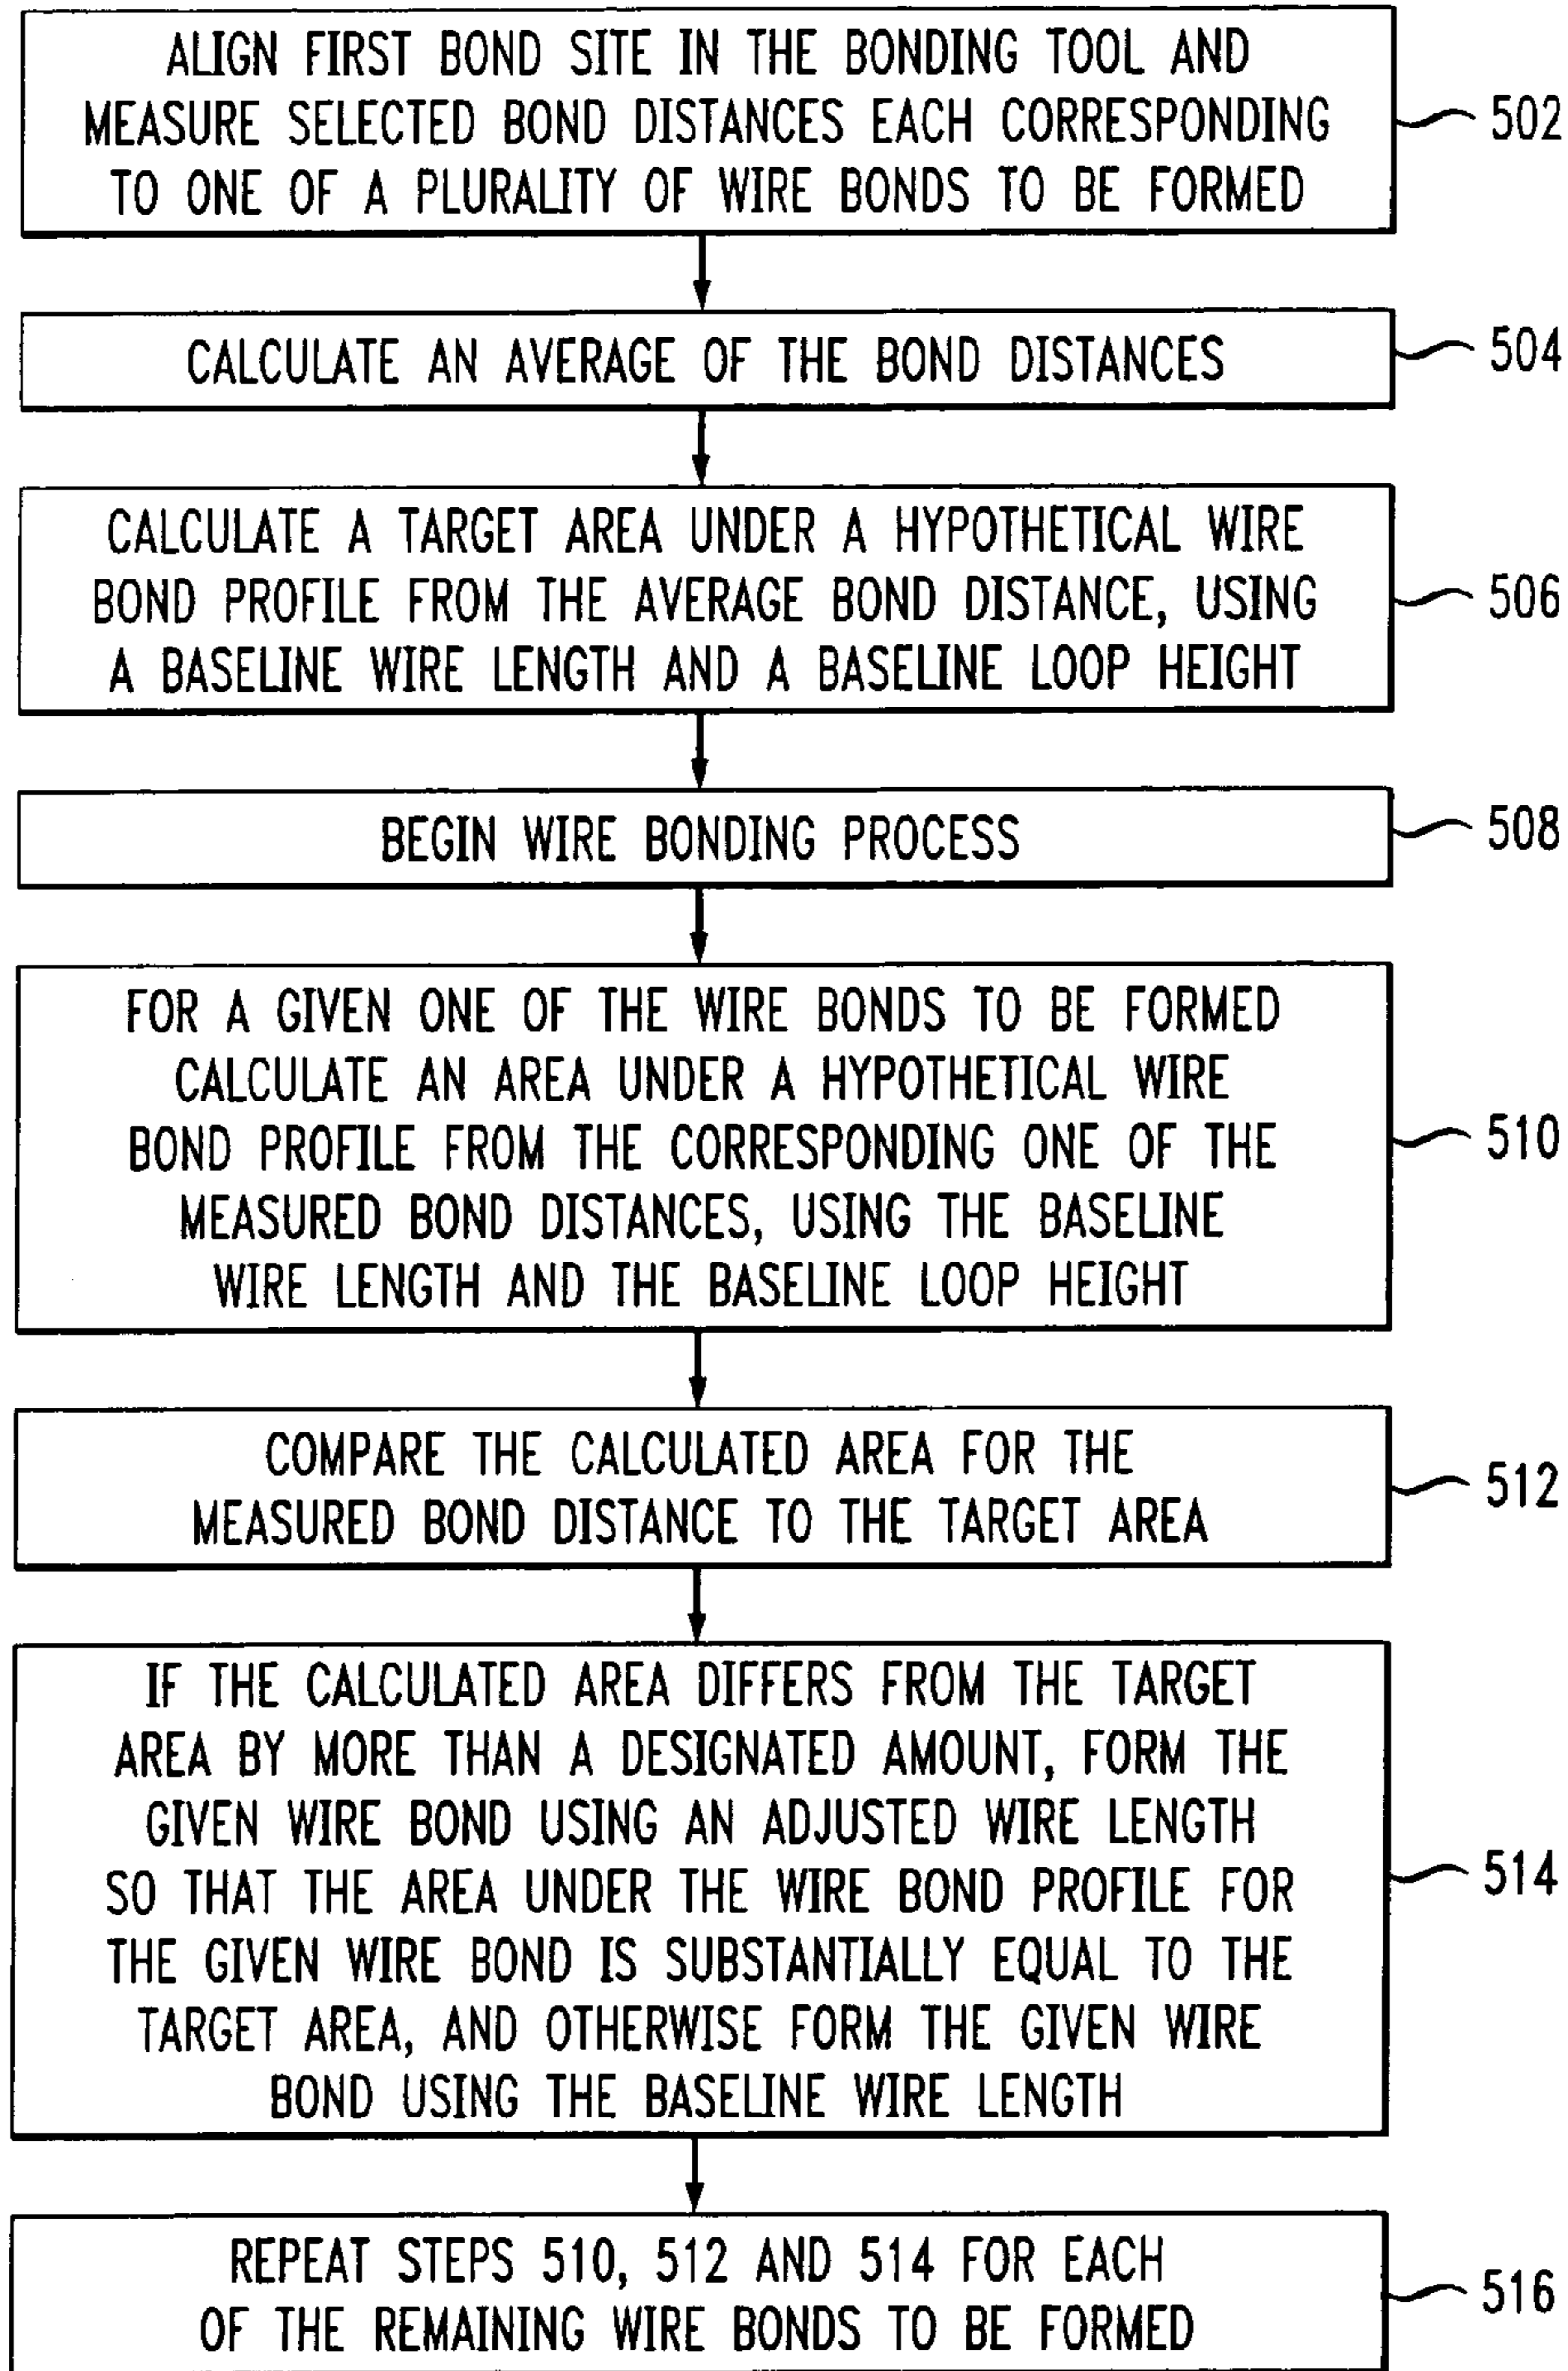 ALIGN FIRST BOND SITE IN THE BONDING TOOL AND
MEASURE SELECTED BOND DISTANCES EACH CORRESPONDING
TO ONE OF A PLURALITY OF WIRE BONDS TO BE FORMED
502
CALCULATE AN AVERAGE OF THE BOND DISTANCES
504
CALCULATE A TARGET AREA UNDER A HYPOTHETICAL WIRE
BOND PROFILE FROM THE AVERAGE BOND DISTANCE, USING
A BASELINE WIRE LENGTH AND A BASELINE LOOP HEIGHT
506
BEGIN WIRE BONDING PROCESS
508
FOR A GIVEN ONE OF THE WIRE BONDS TO BE FORMED
CALCULATE AN AREA UNDER A HYPOTHETICAL WIRE
BOND PROFILE FROM THE CORRESPONDING ONE OF THE
MEASURED BOND DISTANCES, USING THE BASELINE
WIRE LENGTH AND THE BASELINE LOOP HEIGHT
510
COMPARE THE CALCULATED AREA FOR THE
MEASURED BOND DISTANCE TO THE TARGET AREA
512
IF THE CALCULATED AREA DIFFERS FROM THE TARGET
AREA BY MORE THAN A DESIGNATED AMOUNT, FORM THE
GIVEN WIRE BOND USING AN ADJUSTED WIRE LENGTH
SO THAT THE AREA UNDER THE WIRE BOND PROFILE FOR
THE GIVEN WIRE BOND IS SUBSTANTIALLY EQUAL TO THE
TARGET AREA, AND OTHERWISE FORM THE GIVEN WIRE
BOND USING THE BASELINE WIRE LENGTH
514
REPEAT STEPS 510, 512 AND 514 FOR EACH
OF THE REMAINING WIRE BONDS TO BE FORMED
516